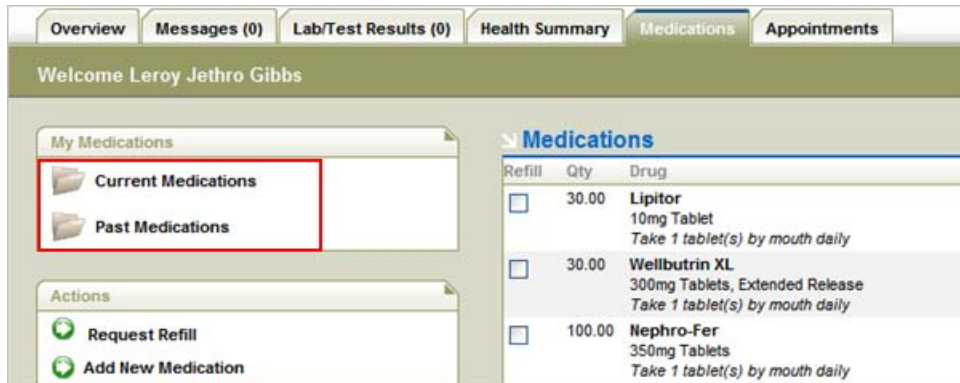 Overview Messages (0) Lab/Test Results (0) Health Summary Medications Appointments
Welcome Leroy Jethro Gibbs
My Medications
Current Medications
Past Medications
Actions
Request Refill
Add New Medication
Medications
Refill Qty Drug
30.00 Lipitor
10mg Tablet
Take 1 tablet(s) by mouth daily
30.00 Wellbutrin XL
300mg Tablets, Extended Release
Take 1 tablet(s) by mouth daily
100.00 Nephro-Fer
350mg Tablets
Take 1 tablet(s) by mouth daily